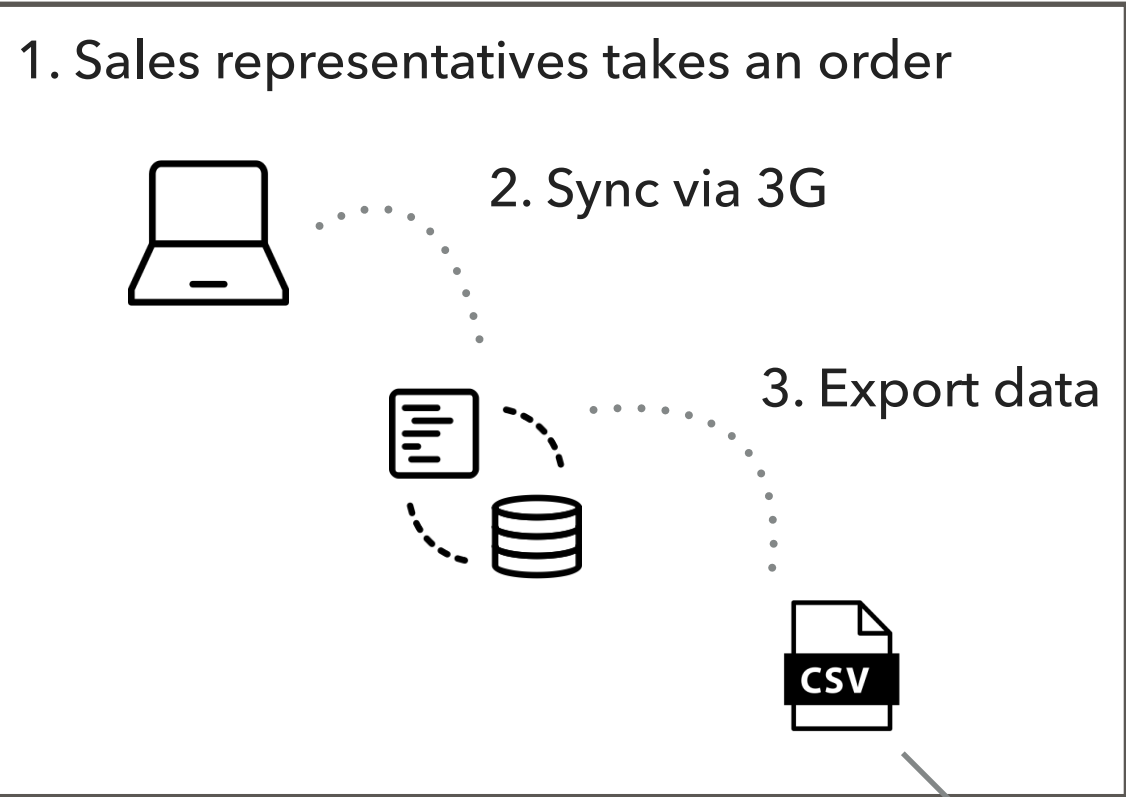 1. Sales representatives takes an order
2. Sync via 3G
3. Export data
CSV